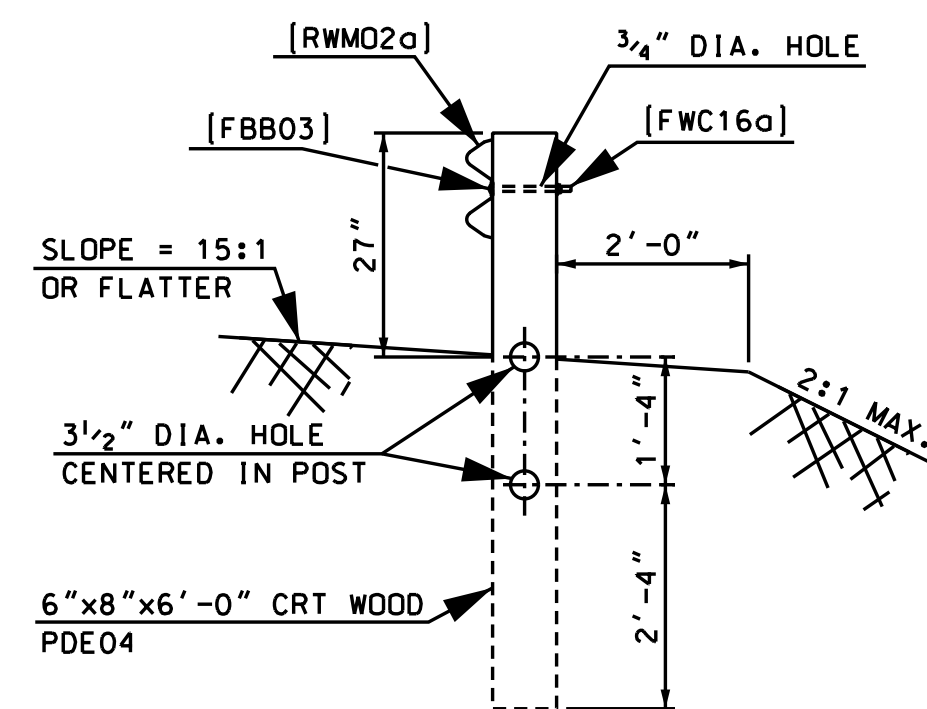 [RWM02a]
3/4" DIA. HOLE
[FBB03]
[FWC16a]
27"
2'-0"
SLOPE = 15:1
OR FLATTER
2:1 MAX.
1'-4"
3 1/2" DIA. HOLE
CENTERED IN POST
2'-4"
6"x8"x6'-0" CRT WOOD
PDE04